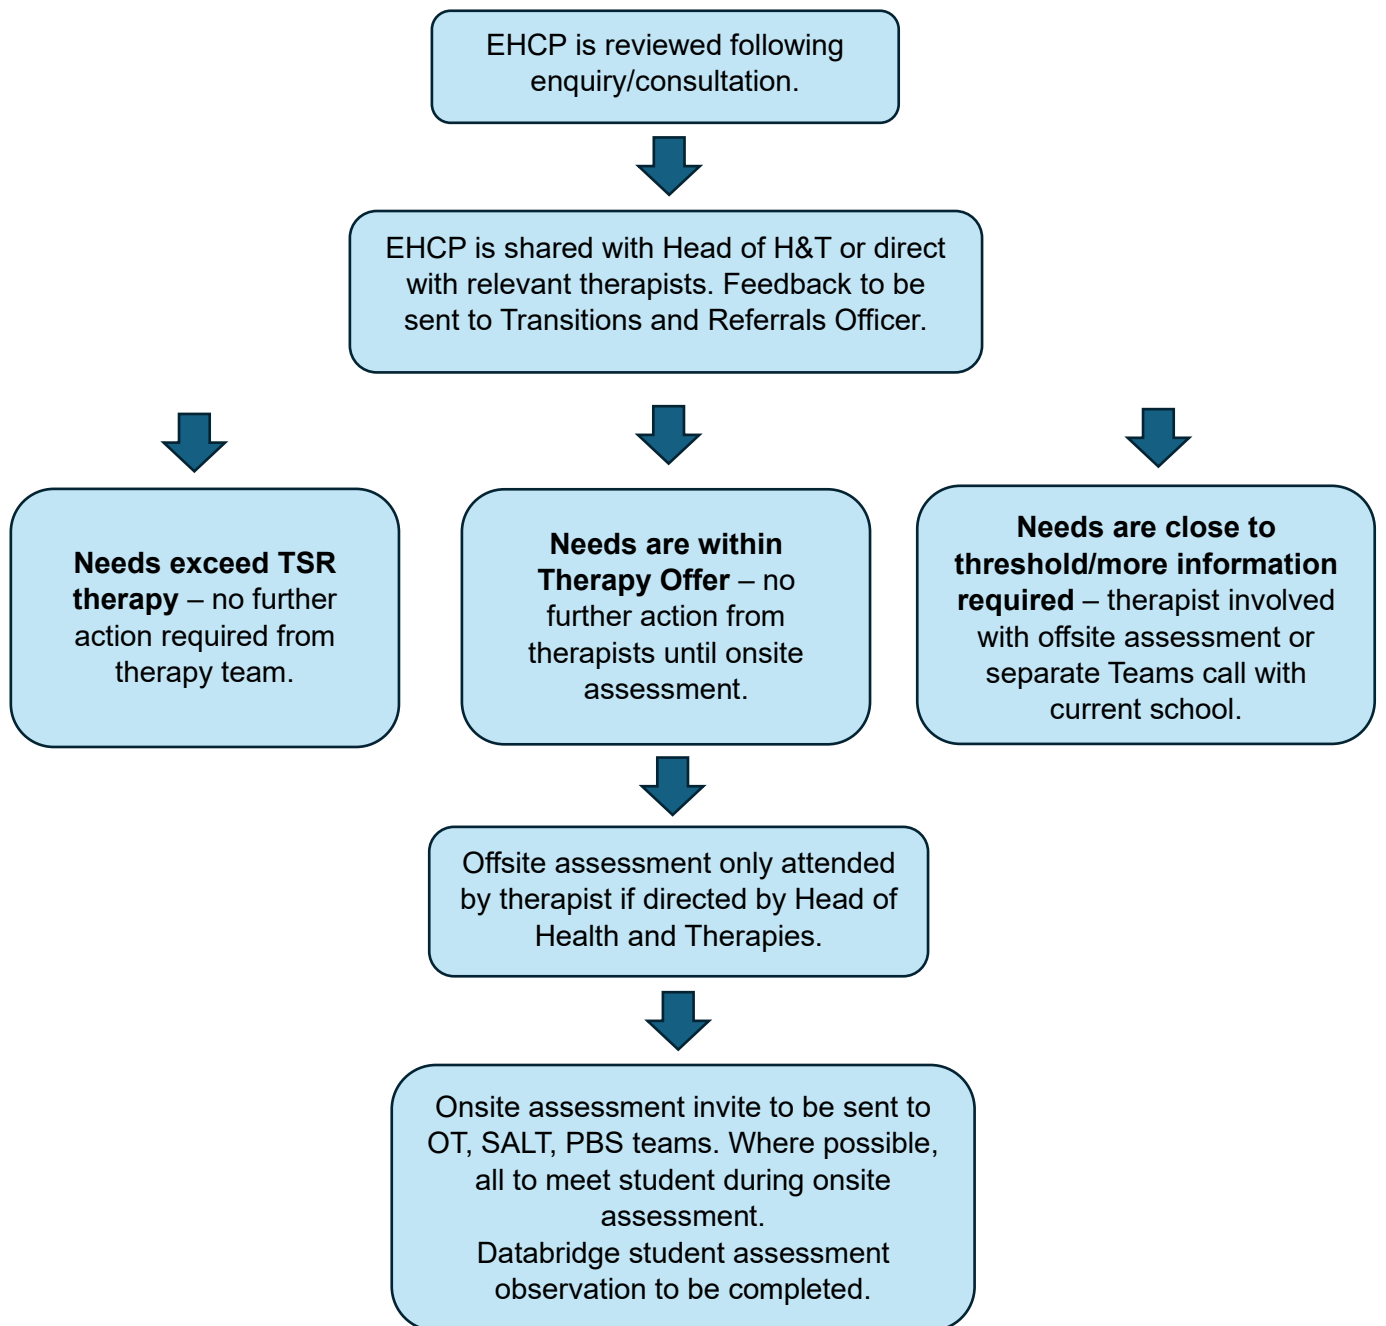 EHCP is reviewed following
enquiry/consultation.
EHCP is shared with Head of H&T or direct
with relevant therapists. Feedback to be
sent to Transitions and Referrals Officer.
Needs exceed TSR
therapy – no further
action required from
therapy team.
Needs are within
Therapy Offer – no
further action from
therapists until onsite
assessment.
Needs are close to
threshold/more information
required – therapist involved
with offsite assessment or
separate Teams call with
current school.
Offsite assessment only attended
by therapist if directed by Head of
Health and Therapies.
Onsite assessment invite to be sent to
OT, SALT, PBS teams. Where possible,
all to meet student during onsite
assessment.
Databridge student assessment
observation to be completed.